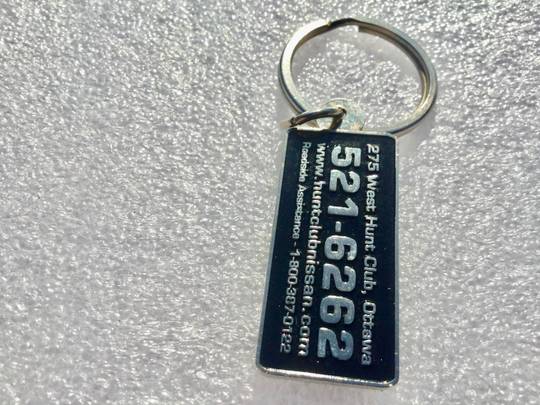 275 West Hunt Club, Ottawa
521-6262
www.huntclubnissan.com
Roadside Assistance - 1-800-387-0122